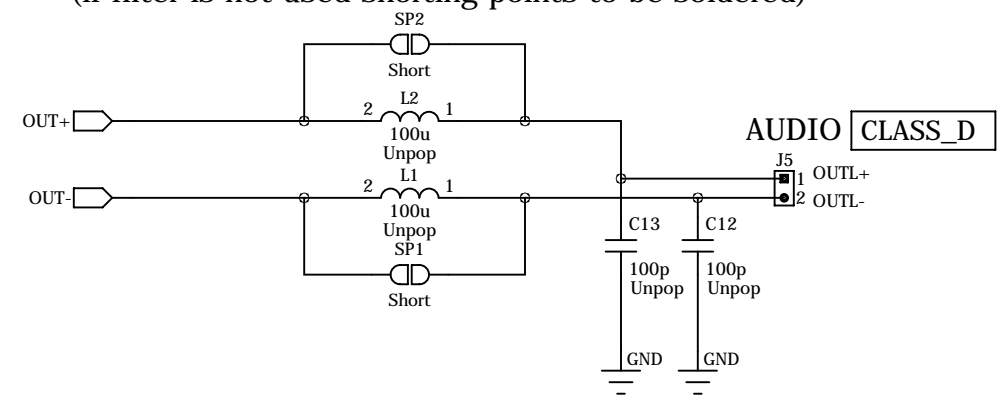 (if filter is not used shorting points to be soldered)
SP2
Short
OUT+
2 L2 1
100u
Unpop
AUDIO CLASS_D
J5
1 OUTL+
2 OUTL-
OUT-
2 L1 1
100u
Unpop
SP1
Short
C13
100p
Unpop
C12
100p
Unpop
GND
GND